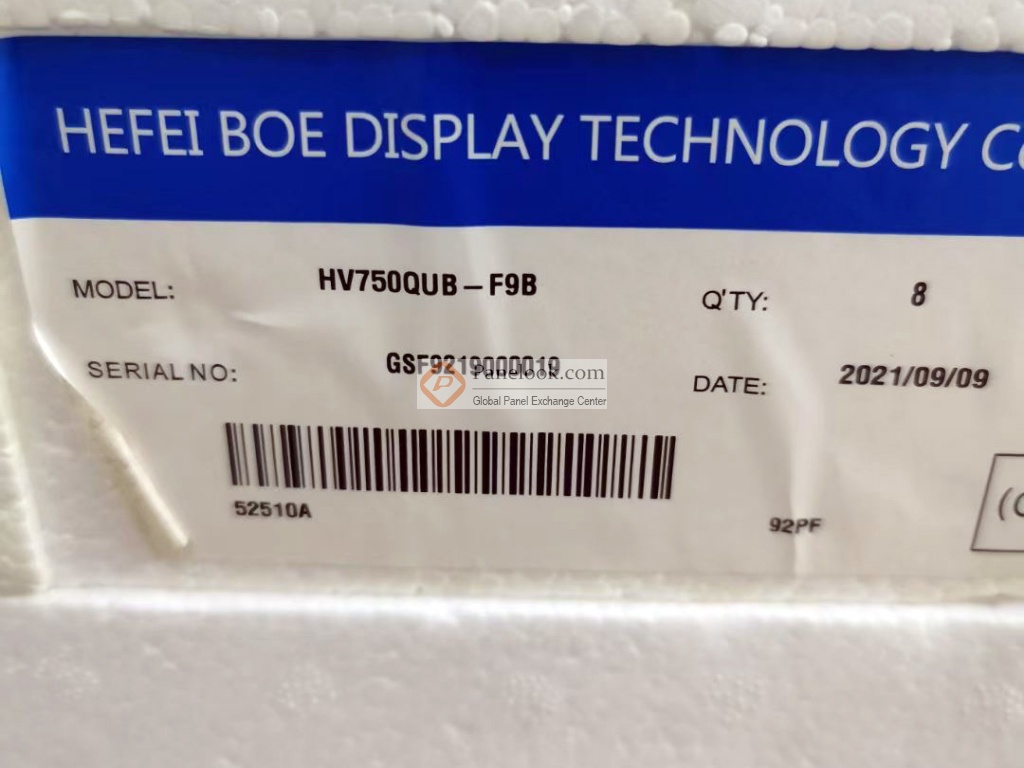 HEFEI BOE DISPLAY TECHNOLOGY
MODEL: HV750QUB-F9B Q'TY: 8
SERIAL NO: GSF9219000019 DATE: 2021/09/09
Panelook.com
Global Panel Exchange Center
52510A 92PF